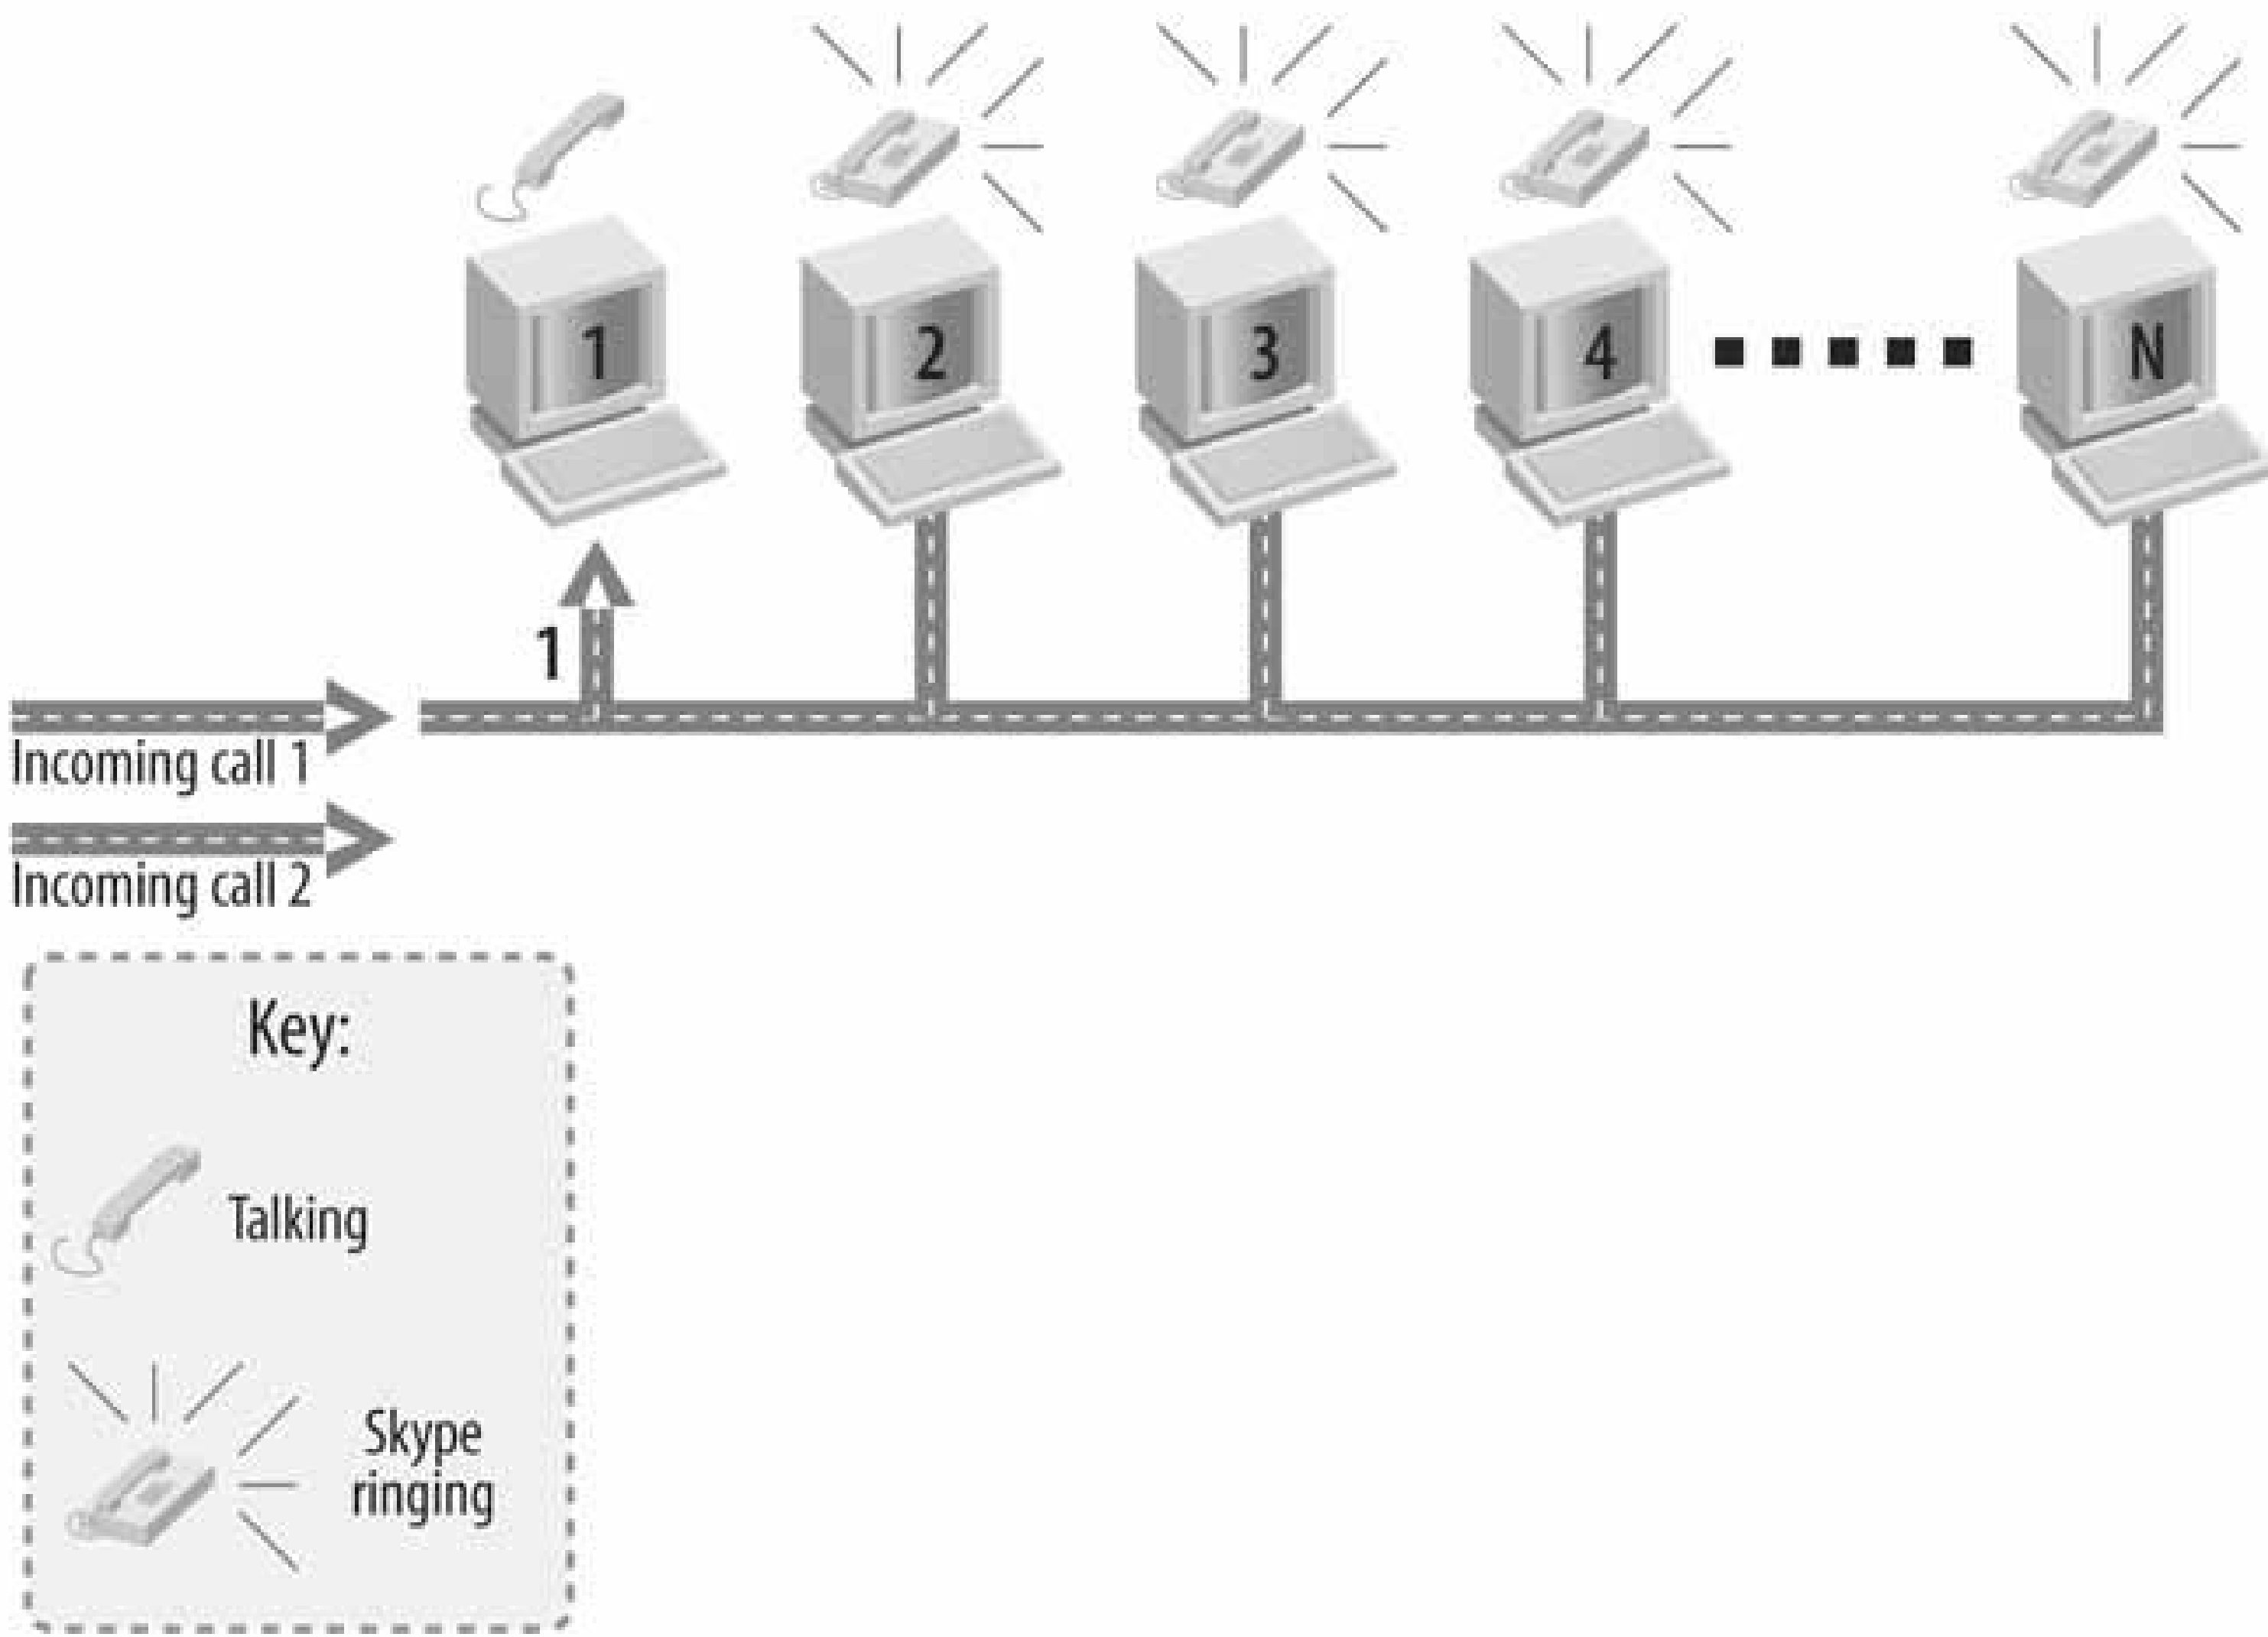 1
2
3
4
N
1
Incoming call 1
Incoming call 2
Key:
Talking
Skype
ringing